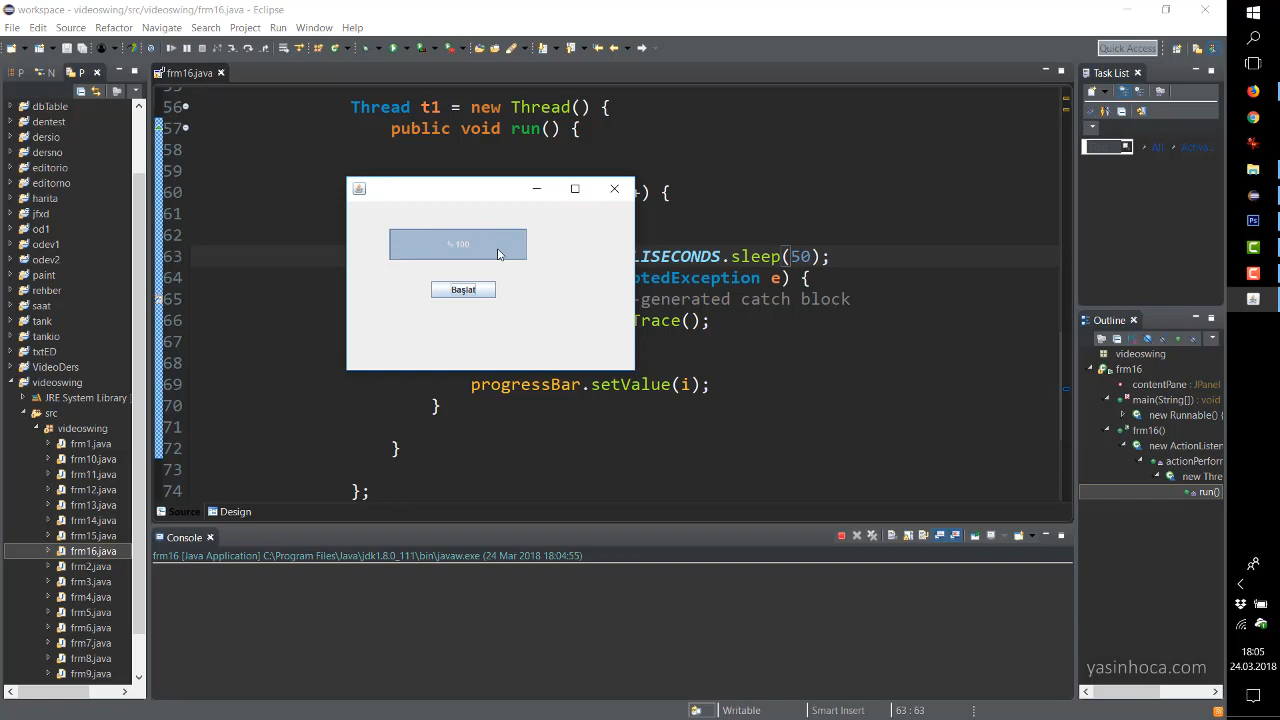 workspace - videoswing/src/videoswing/frm16.java - Eclipse
File Edit Source Refactor Navigate Search Project Run Window Help
Quick Access
P N P
frm16.java
Task List
dbTable
dentest
dersio
dersno
editorio
editorno
harita
jfxd
od1
odev1
odev2
paint
rehber
saat
tank
tankio
txtED
VideoDers
videoswing
JRE System Library
src
videoswing
frm1.java
frm10.java
frm11.java
frm12.java
frm13.java
frm14.java
frm15.java
frm16.java
frm2.java
frm3.java
frm4.java
frm5.java
frm6.java
frm7.java
frm8.java
frm9.java
56 Thread t1 = new Thread() {
57 public void run() {
58
59
60 +) {
61
62
63 LISECONDS.sleep(50);
64 otedException e) {
65 -generated catch block
66 Trace();
67
68
69 progressBar.setValue(i);
70 }
71
72 }
73
74 };
% 100
Başlat
Source Design
All Activa...
Outline
videoswing
frm16
contentPane : JPanel
main(String[]) : void
new Runnable()
frm16()
new ActionListen
actionPerform
new Thre
run()
Console
frm16 [Java Application] C:\Program Files\Java\jdk1.8.0_111\bin\javaw.exe (24 Mar 2018 18:04:55)
Writable Smart Insert 63 : 63
yasinhoca.com
18:05
24.03.2018